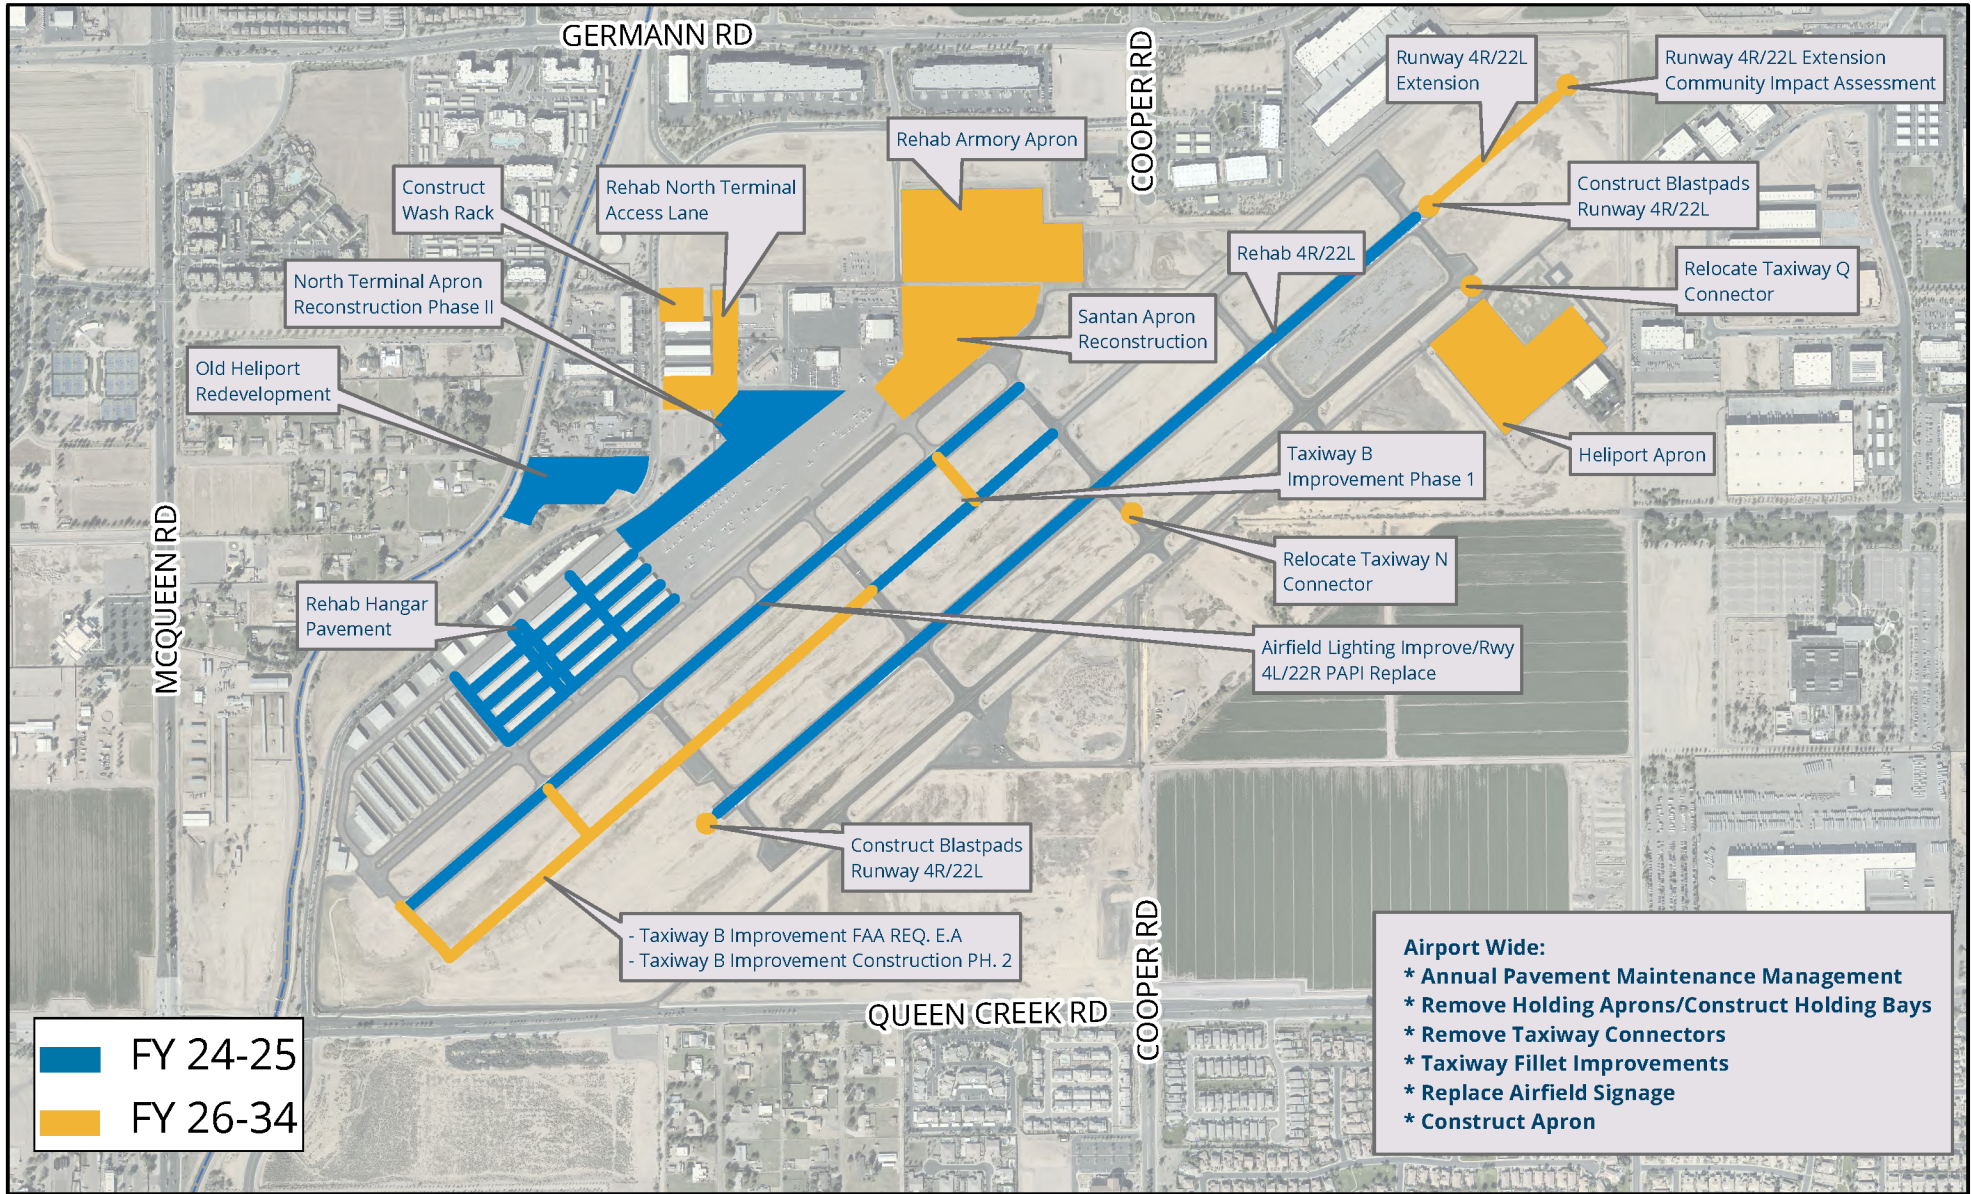 GERMANN RD
COOPER RD
Runway 4R/22L
Extension
Runway 4R/22L Extension
Community Impact Assessment
Rehab Armory Apron
Construct
Wash Rack
Rehab North Terminal
Access Lane
Construct Blastpads
Runway 4R/22L
Rehab 4R/22L
Relocate Taxiway Q
Connector
North Terminal Apron
Reconstruction Phase II
Santan Apron
Reconstruction
Old Heliport
Redevelopment
Taxiway B
Improvement Phase 1
Heliport Apron
MCQUEEN RD
Relocate Taxiway N
Connector
Rehab Hangar
Pavement
Airfield Lighting Improve/Rwy
4L/22R PAPI Replace
Construct Blastpads
Runway 4R/22L
- Taxiway B Improvement FAA REQ. E.A
- Taxiway B Improvement Construction PH. 2
COOPER RD
QUEEN CREEK RD
Airport Wide:
* Annual Pavement Maintenance Management
* Remove Holding Aprons/Construct Holding Bays
* Remove Taxiway Connectors
* Taxiway Fillet Improvements
* Replace Airfield Signage
* Construct Apron
FY 24-25
FY 26-34